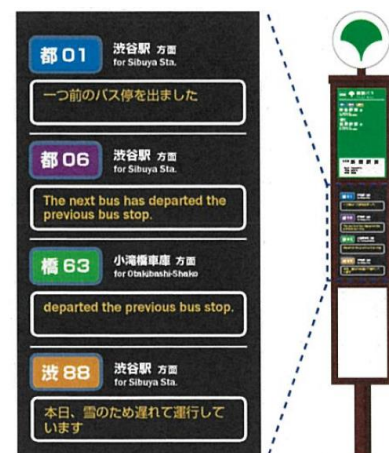 都 01
渋谷駅 方面
for Sibuya Sta.
一つ前のバス停を出ました
都 06
渋谷駅 方面
for Sibuya Sta.
The next bus has departed the
previous bus stop.
橋 63
小滝橋車庫 方面
for Otakibashi-Shako
departed the previous bus stop.
渋 88
渋谷駅 方面
for Sibuya Sta.
本日、雪のため遅れて運行して
います